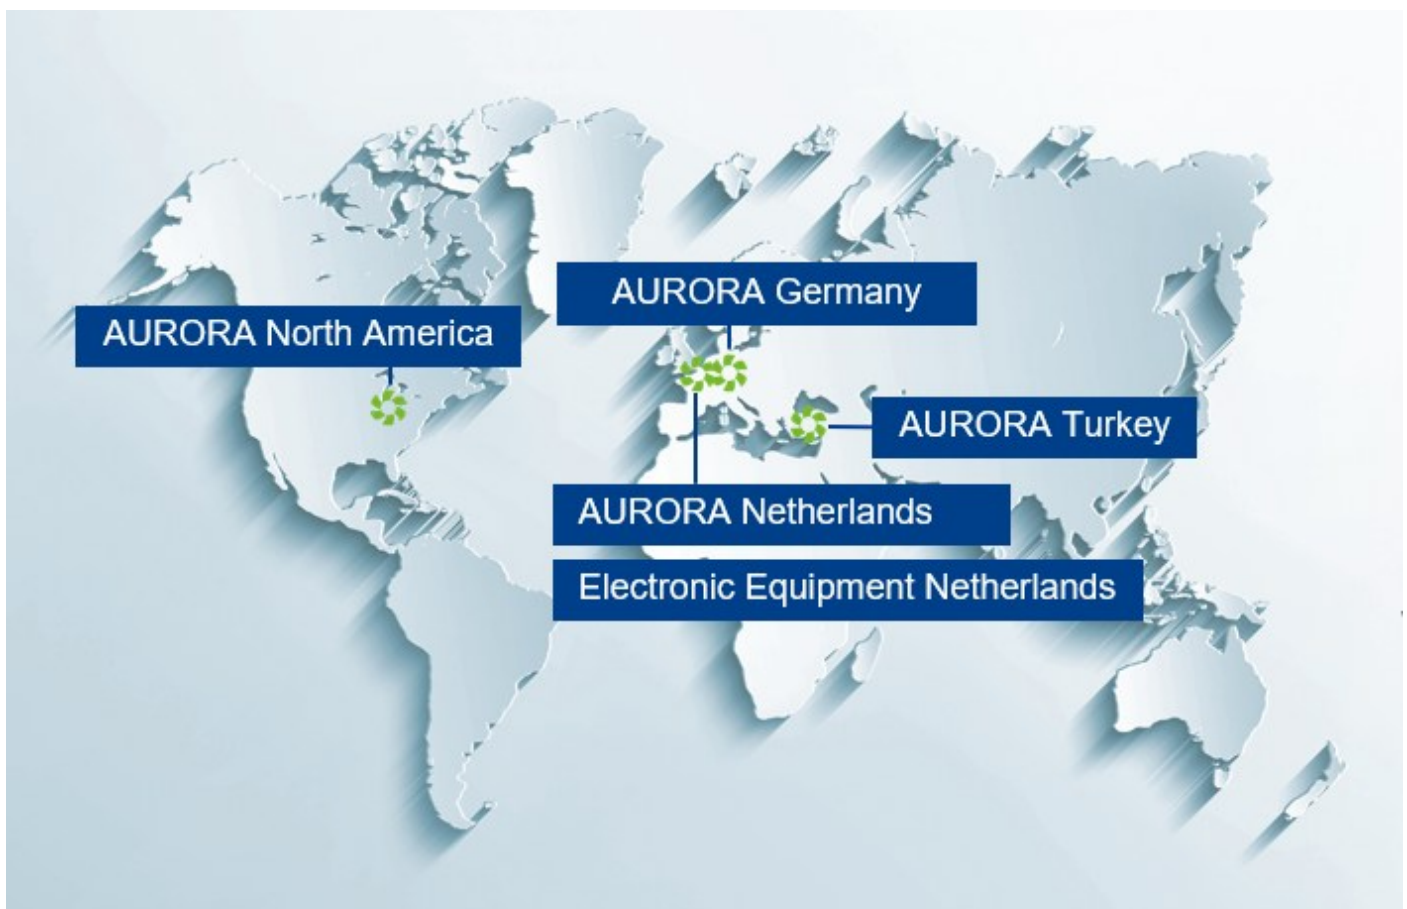 AURORA Germany
AURORA North America
AURORA Turkey
AURORA Netherlands
Electronic Equipment Netherlands